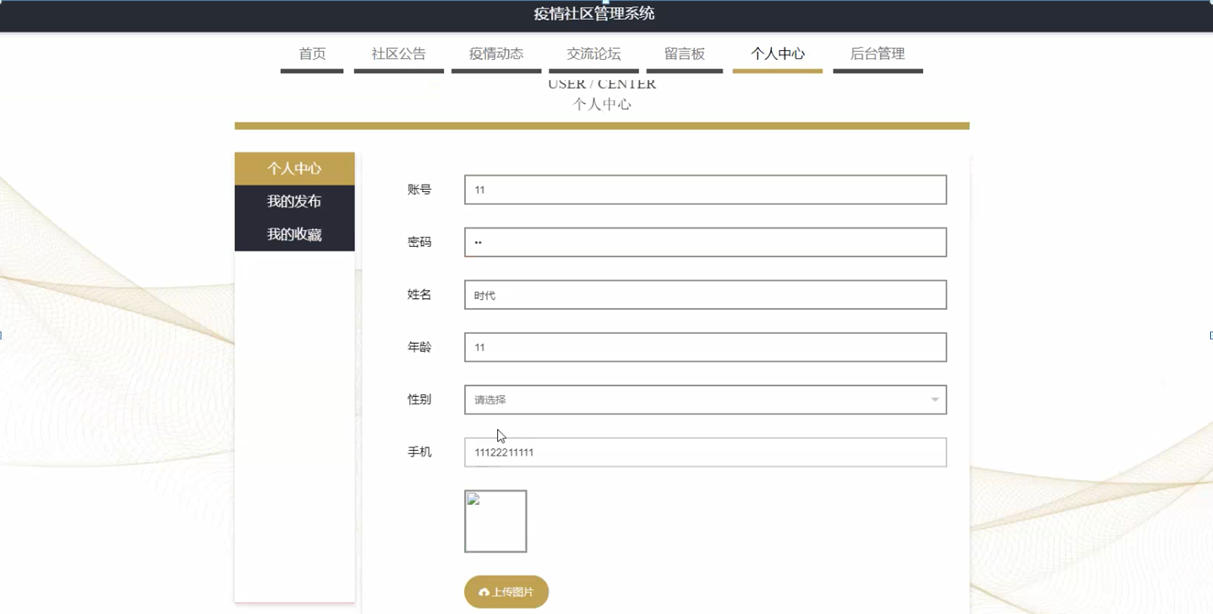 疫情社区管理系统
首页 社区公告 疫情动态 交流论坛 留言板 个人中心 后台管理
USER / CENTER
个人中心
个人中心
我的发布
我的收藏
账号 11
密码 ••
姓名 时代
年龄 11
性别 请选择
手机 11122211111
上传图片